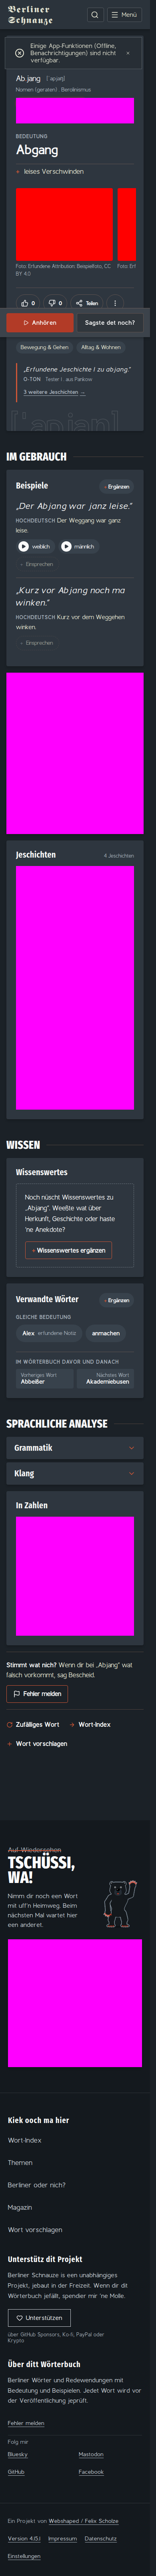 Berliner
Schnauze
Menü
Einige App-Funktionen (Offline,
Benachrichtigungen) sind nicht
verfügbar.
×
Ab·jang
Nomen (geraten) · Berolinismus
BEDEUTUNG
Abgang
leises Verschwinden
Foto: Erfundene Attribution: Beispielfoto, CC
BY 4.0
Foto: Erf
0
0
Teilen
Anhören
Sagste det noch?
Bewegung & Gehen
Alltag & Wohnen
„Erfundene Jeschichte 1 zu abjang.“
O-TON Tester 1 · aus Pankow
3 weitere Jeschichten →
IM GEBRAUCH
Beispiele
Ergänzen
„Der Abjang war janz leise.“
HOCHDEUTSCH Der Weggang war ganz
leise.
weiblich
männlich
Einsprechen
„Kurz vor Abjang noch ma
winken.“
HOCHDEUTSCH Kurz vor dem Weggehen
winken.
Einsprechen
Jeschichten
4 Jeschichten
WISSEN
Wissenswertes
Noch nüscht Wissenswertes zu
„Abjang“. Weeßte wat über
Herkunft, Geschichte oder haste
'ne Anekdote?
+ Wissenswertes ergänzen
Verwandte Wörter
Ergänzen
GLEICHE BEDEUTUNG
Alex erfundene Notiz
anmachen
IM WÖRTERBUCH DAVOR UND DANACH
Vorheriges Wort
Abbeißer
Nächstes Wort
Akademiebusen
SPRACHLICHE ANALYSE
Grammatik
Klang
In Zahlen
Stimmt wat nich? Wenn dir bei „Abjang“ wat
falsch vorkommt, sag Bescheid.
Fehler melden
Zufälliges Wort
Wort-Index
Wort vorschlagen
Auf Wiedersehen
TSCHÜSSI,
WA!
Nimm dir noch een Wort
mit uff'n Heimweg. Beim
nächsten Mal wartet hier
een anderet.
Kiek ooch ma hier
Wort-Index
Themen
Berliner oder nich?
Magazin
Wort vorschlagen
Unterstütz dit Projekt
Berliner Schnauze is een unabhängiges
Projekt, jebaut in der Freizeit. Wenn dir dit
Wörterbuch jefällt, spendier mir 'ne Molle.
Unterstützen
über GitHub Sponsors, Ko-fi, PayPal oder
Krypto
Über ditt Wörterbuch
Berliner Wörter und Redewendungen mit
Bedeutung und Beispielen. Jedet Wort wird vor
der Veröffentlichung jeprüft.
Fehler melden
Folg mir
Bluesky
Mastodon
GitHub
Facebook
Ein Projekt von Webshaped / Felix Scholze
Impressum
Datenschutz
Einstellungen